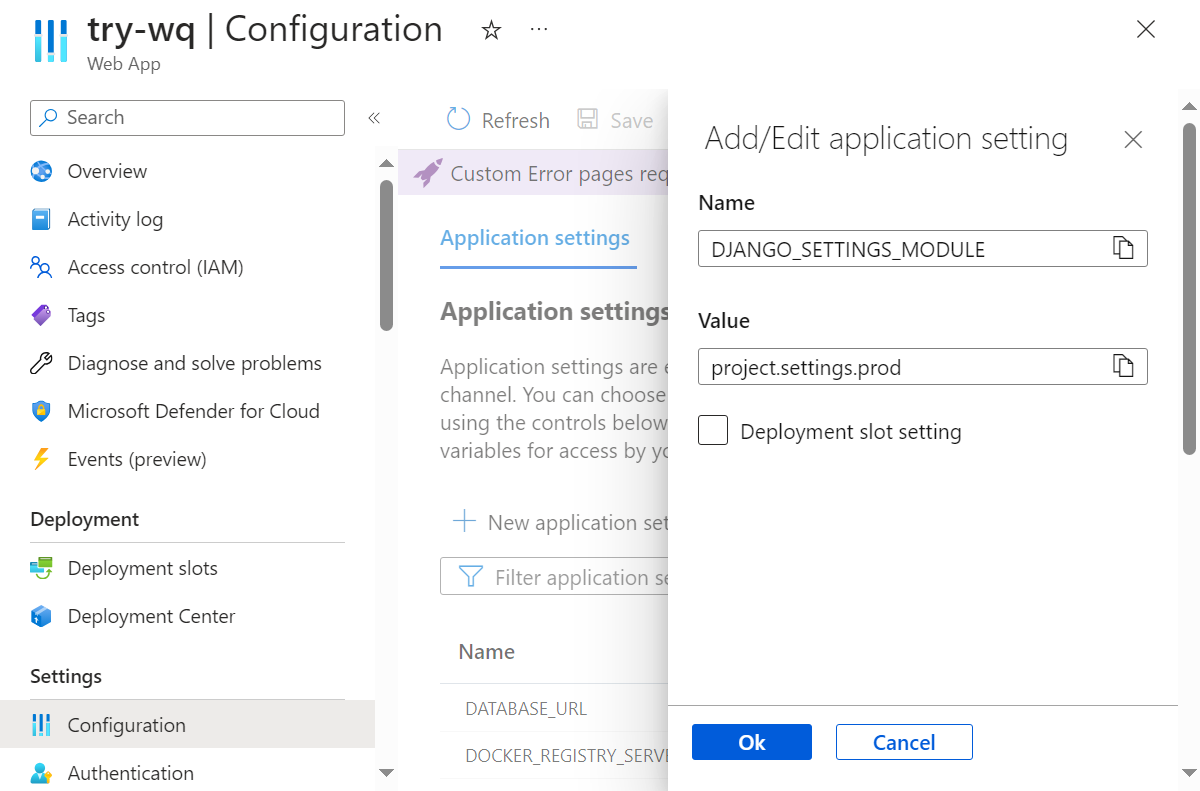 try-wq | Configuration
Web App
Search
Overview
Activity log
Access control (IAM)
Tags
Diagnose and solve problems
Microsoft Defender for Cloud
Events (preview)
Deployment
Deployment slots
Deployment Center
Settings
Configuration
Authentication
Refresh
Save
Custom Error pages req
Application settings
Application settings
Application settings are e
channel. You can choose
using the controls below
variables for access by yo
New application set
Filter application se
Name
DATABASE_URL
DOCKER_REGISTRY_SERVE
Add/Edit application setting
Name
DJANGO_SETTINGS_MODULE
Value
project.settings.prod
Deployment slot setting
Ok
Cancel